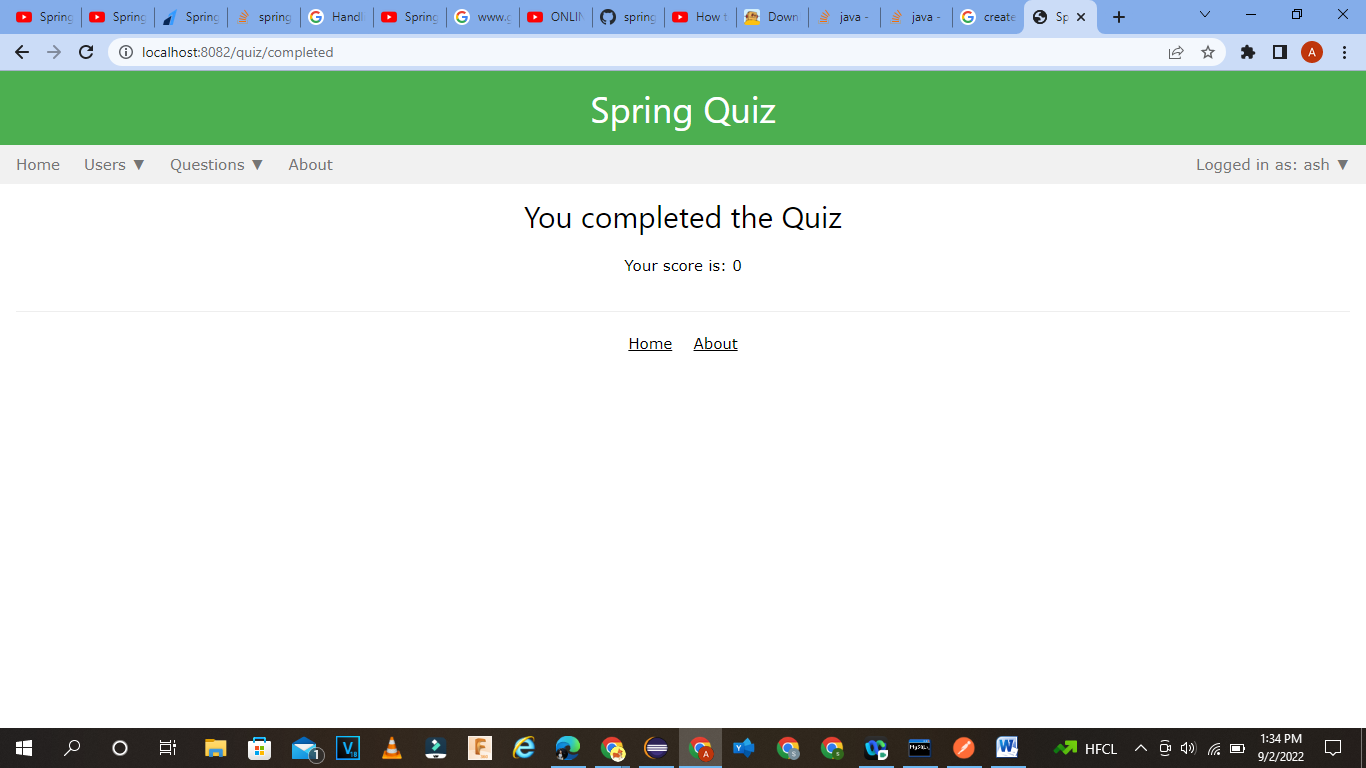 Spring
Spring
Spring
spring
Handl
Spring
www.g
ONLIN
spring
How t
Down
java -
java -
create
Sp
localhost:8082/quiz/completed
A
Spring Quiz
Home Users ▼ Questions ▼ About Logged in as: ash ▼
You completed the Quiz
Your score is: 0
Home About
HFCL
1:34 PM
9/2/2022